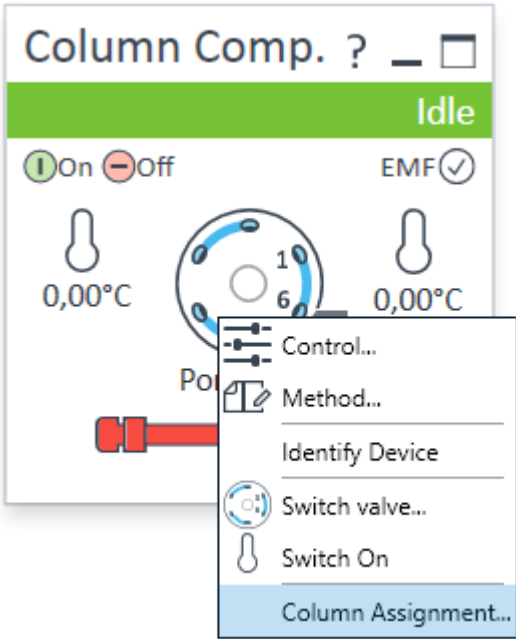 Column Comp. ?
Idle
On Off EMF
0,00°C 0,00°C
1
6
Control...
Po
Method...
Identify Device
Switch valve...
Switch On
Column Assignment...